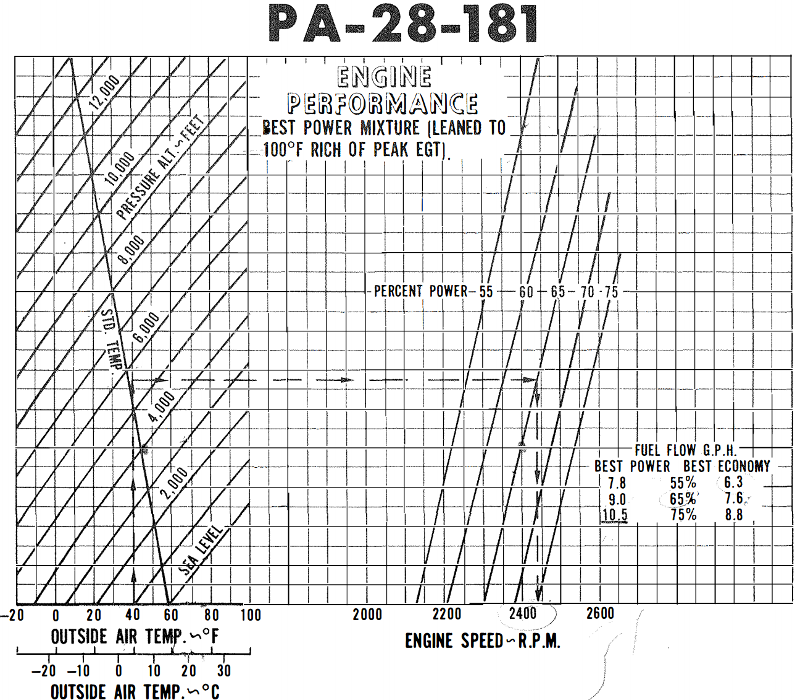 PA-28-181
ENGINE
PERFORMANCE
BEST POWER MIXTURE (LEANED TO
100°F RICH OF PEAK EGT).
12,000
10,000
PRESSURE ALT.~FEET
8,000
6,000
STD. TEMP.
4,000
2,000
SEA LEVEL
PERCENT POWER 55 60 65 70 75
FUEL FLOW G.P.H.
BEST POWER BEST ECONOMY
7.8 55% 6.3
9.0 65% 7.6
10.5 75% 8.8
-20 0 20 40 60 80 100 2000 2200 2400 2600
OUTSIDE AIR TEMP.~°F
ENGINE SPEED~R.P.M.
-20 -10 0 10 20 30
OUTSIDE AIR TEMP.~°C